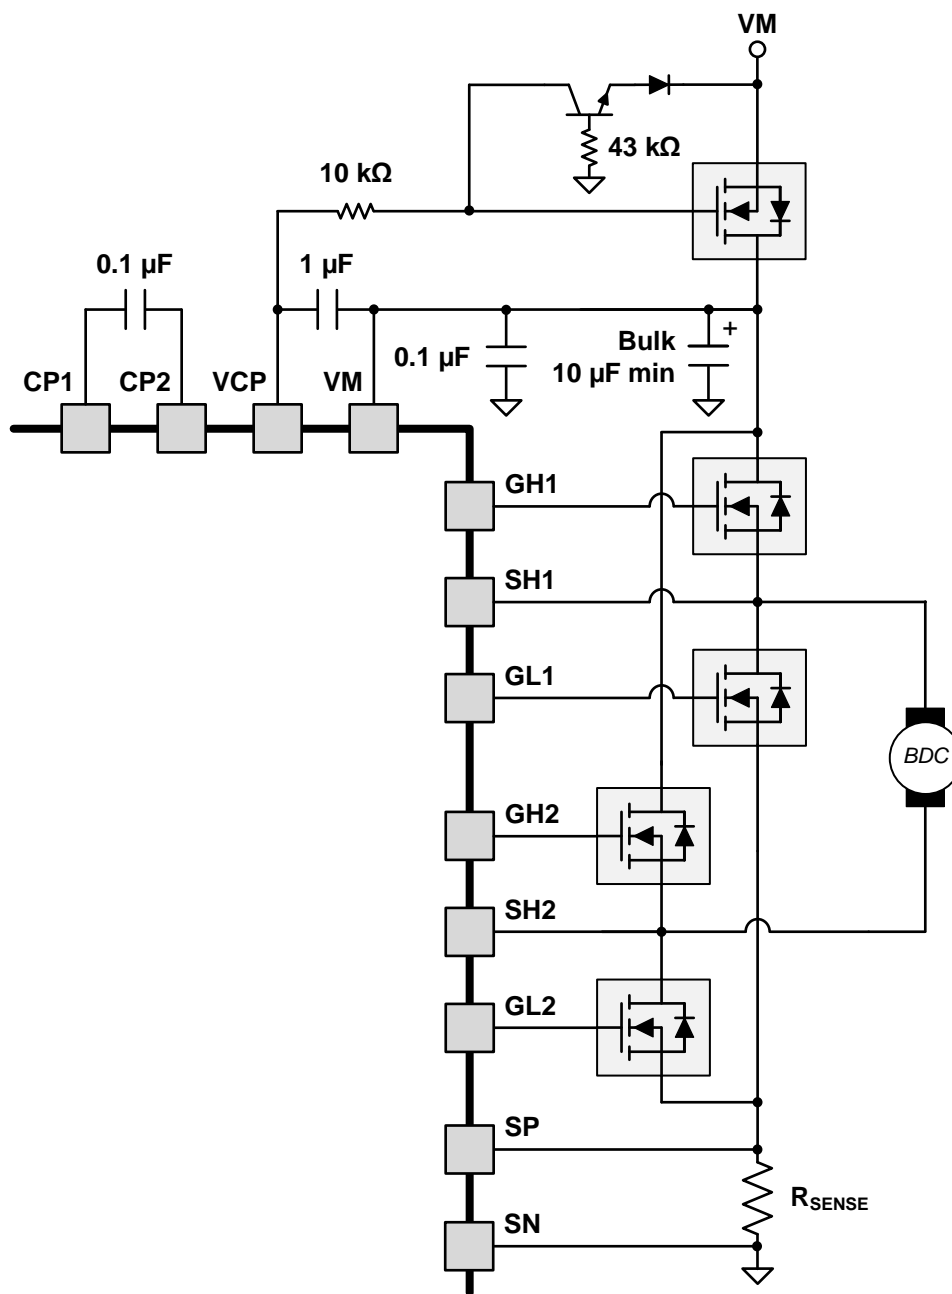 VM
43 kΩ
10 kΩ
0.1 µF
1 µF
+
0.1 µF
Bulk
10 µF min
CP1
CP2
VCP
VM
GH1
SH1
GL1
BDC
GH2
SH2
GL2
SP
RSENSE
SN